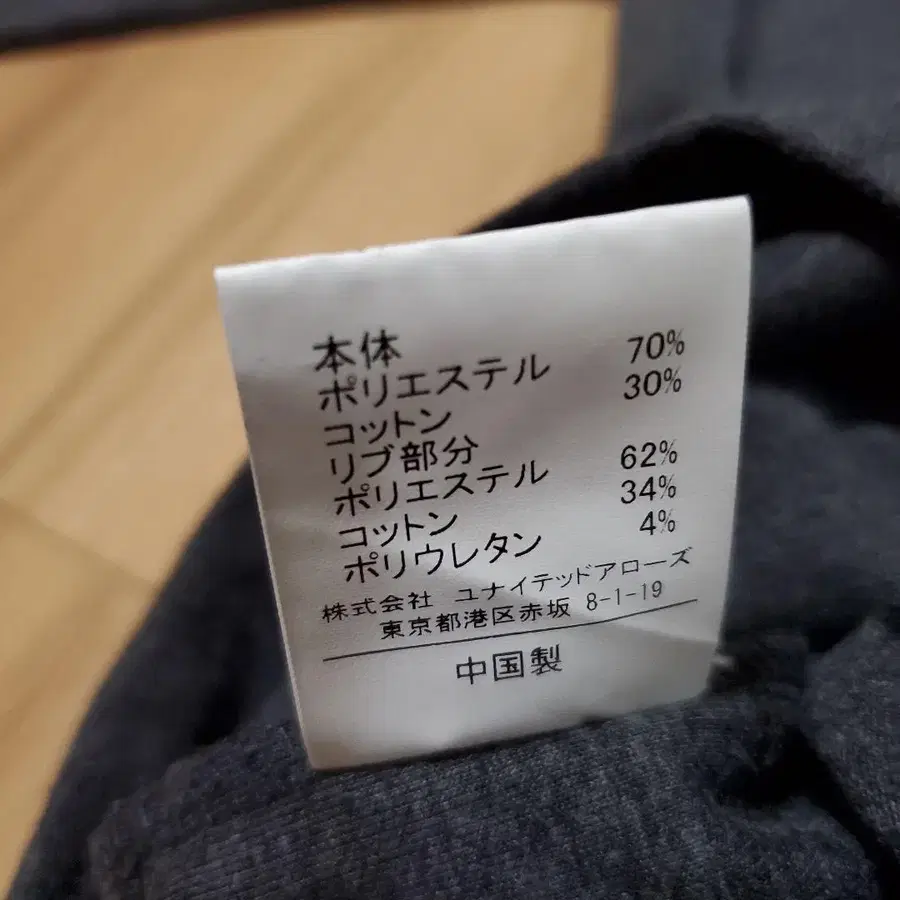 本体
ポリエステル 70%
コットン 30%
リブ部分
ポリエステル 62%
コットン 34%
ポリウレタン 4%
株式会社 ユナイテッドアローズ
東京都港区赤坂 8-1-19
中国製